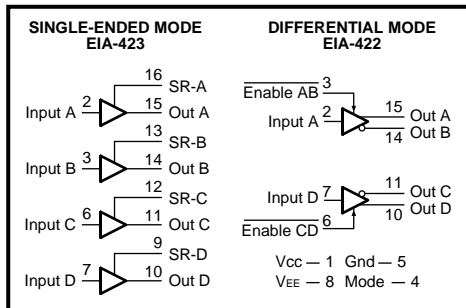 SINGLE-ENDED MODE
EIA-423
16
SR-A
2
15
Input A
Out A
13
SR-B
3
14
Input B
Out B
12
SR-C
6
11
Input C
Out C
9
SR-D
7
10
Input D
Out D
DIFFERENTIAL MODE
EIA-422
3
Enable AB
2
15
Input A
Out A
Out B
14
11
7
Out C
Input D
Out D
10
6
Enable CD
VCC — 1 Gnd — 5
VEE — 8 Mode — 4